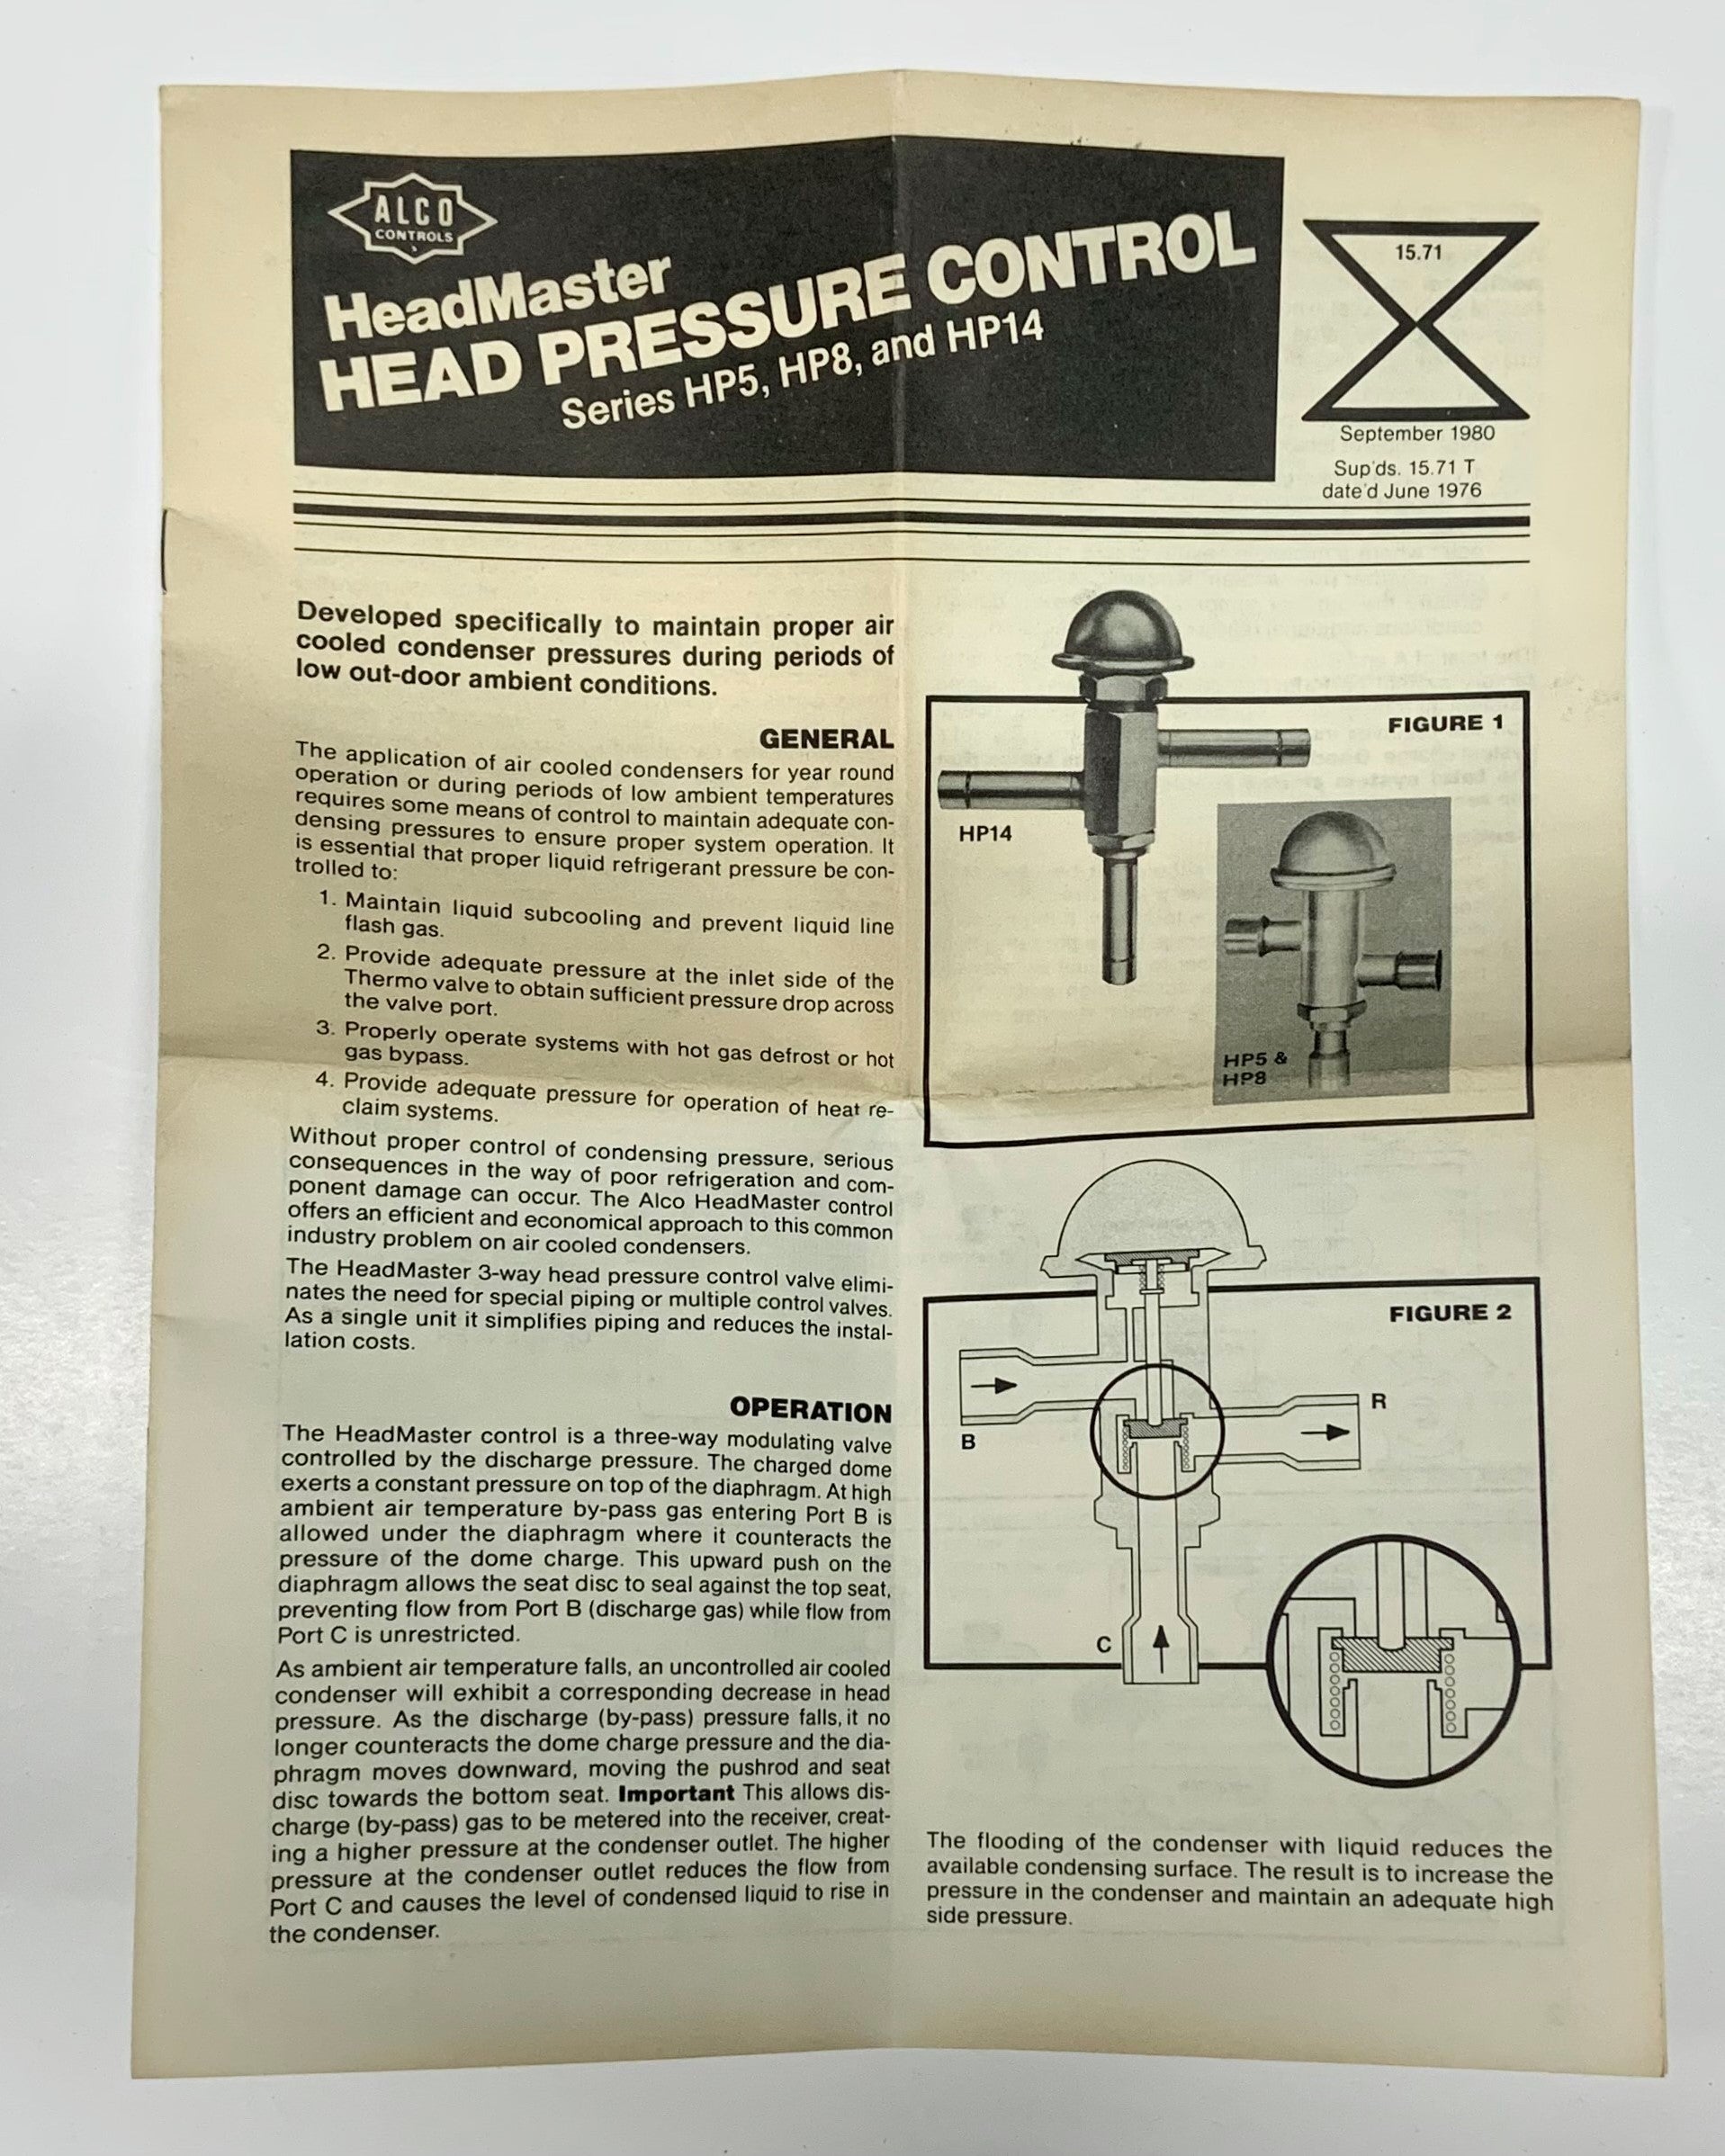 ALCO
CONTROLS
HeadMaster
HEAD PRESSURE CONTROL
Series HP5, HP8, and HP14
15.71
September 1980
Sup'ds. 15.71 T
date'd June 1976
Developed specifically to maintain proper air
cooled condenser pressures during periods of
low out-door ambient conditions.
GENERAL
The application of air cooled condensers for year round
operation or during periods of low ambient temperatures
requires some means of control to maintain adequate con-
densing pressures to ensure proper system operation. It
is essential that proper liquid refrigerant pressure be con-
trolled to:
1. Maintain liquid subcooling and prevent liquid line
flash gas.
2. Provide adequate pressure at the inlet side of the
Thermo valve to obtain sufficient pressure drop across
the valve port.
3. Properly operate systems with hot gas defrost or hot
gas bypass.
4. Provide adequate pressure for operation of heat re-
claim systems.
Without proper control of condensing pressure, serious
consequences in the way of poor refrigeration and com-
ponent damage can occur. The Alco HeadMaster control
offers an efficient and economical approach to this common
industry problem on air cooled condensers.
The HeadMaster 3-way head pressure control valve elimi-
nates the need for special piping or multiple control valves.
As a single unit it simplifies piping and reduces the instal-
lation costs.
OPERATION
The HeadMaster control is a three-way modulating valve
controlled by the discharge pressure. The charged dome
exerts a constant pressure on top of the diaphragm. At high
ambient air temperature by-pass gas entering Port B is
allowed under the diaphragm where it counteracts the
pressure of the dome charge. This upward push on the
diaphragm allows the seat disc to seal against the top seat,
preventing flow from Port B (discharge gas) while flow from
Port C is unrestricted.
As ambient air temperature falls, an uncontrolled air cooled
condenser will exhibit a corresponding decrease in head
pressure. As the discharge (by-pass) pressure falls, it no
longer counteracts the dome charge pressure and the dia-
phragm moves downward, moving the pushrod and seat
disc towards the bottom seat. Important This allows dis-
charge (by-pass) gas to be metered into the receiver, creat-
ing a higher pressure at the condenser outlet. The higher
pressure at the condenser outlet reduces the flow from
Port C and causes the level of condensed liquid to rise in
the condenser.
FIGURE 1
HP14
HP5 &
HP8
FIGURE 2
R
B
C
The flooding of the condenser with liquid reduces the
available condensing surface. The result is to increase the
pressure in the condenser and maintain an adequate high
side pressure.